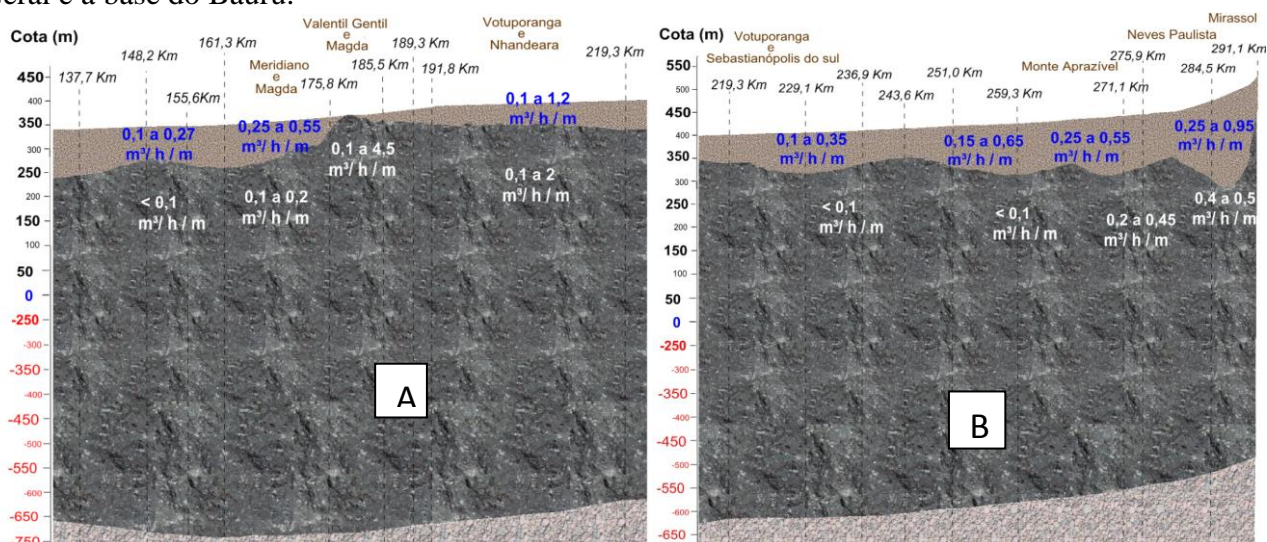 Cota (m)
Valentil Gentil
e
Magda
Votuporanga
e
Nhandeara
148,2 Km
161,3 Km
189,3 Km
219,3 Km
137,7 Km
155,6Km
Meridiano
e
Magda
175,8 Km
185,5 Km
191,8 Km
450
400
350
300
250
200
150
100
50
0
-250
-300
-350
-400
-450
-500
-550
-600
-650
-750
0,1 a 0,27
m³/ h / m
0,25 a 0,55
m³/ h / m
0,1 a 4,5
m³/ h / m
0,1 a 1,2
m³/ h / m
< 0,1
m³/ h / m
0,1 a 0,2
m³/ h / m
0,1 a 2
m³/ h / m
A
Cota (m)
Votuporanga
e
Sebastianópolis do sul
Mirassol
Neves Paulista
Monte Aprazível
219,3 Km
229,1 Km
236,9 Km
243,6 Km
251,0 Km
259,3 Km
271,1 Km
275,9 Km
284,5 Km
291,1 Km
550
500
450
400
350
300
250
200
150
100
50
0
-250
-300
-350
-400
-450
-500
-550
-600
-650
0,1 a 0,35
m³/ h / m
0,15 a 0,65
m³/ h / m
0,25 a 0,55
m³/ h / m
0,25 a 0,95
m³/ h / m
< 0,1
m³/ h / m
< 0,1
m³/ h / m
0,2 a 0,45
m³/ h / m
0,4 a 0,5
m³/ h / m
B